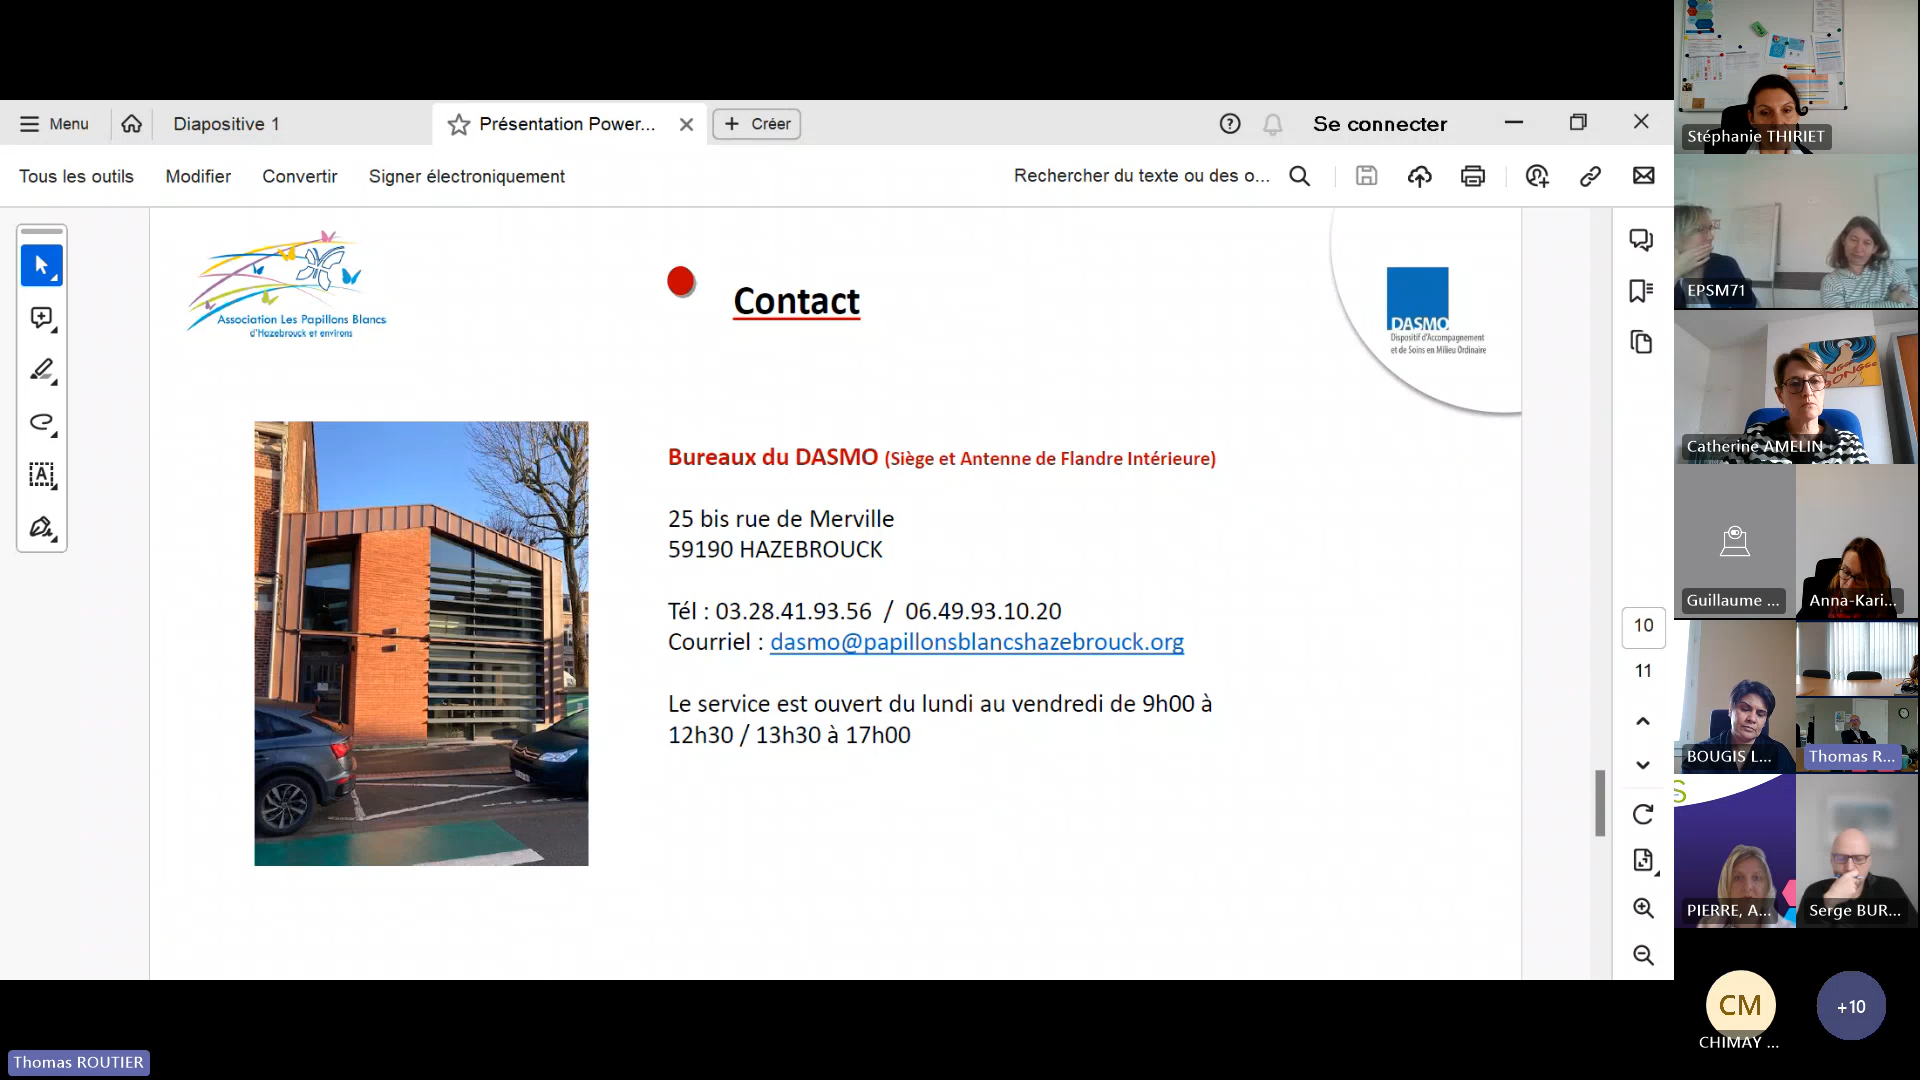 Menu
Diapositive 1
Présentation Power...
Créer
Se connecter
Tous les outils
Modifier
Convertir
Signer électroniquement
Rechercher du texte ou des o...
Association Les Papillons Blancs
d'Hazebrouck et environs
Contact
DASMO
Dispositif d'Accompagnement
et de Soins en Milieu Ordinaire
Bureaux du DASMO (Siège et Antenne de Flandre Intérieure)
25 bis rue de Merville
59190 HAZEBROUCK
Tél : 03.28.41.93.56 / 06.49.93.10.20
Courriel : dasmo@papillonsblancshazebrouck.org
Le service est ouvert du lundi au vendredi de 9h00 à
12h30 / 13h30 à 17h00
10
11
Stéphanie THIRIET
EPSM71
Catherine AMELIN
Guillaume ...
Anna-Kari...
BOUGIS L...
Thomas R...
PIERRE, A...
Serge BUR...
CM
CHIMAY ...
+10
Thomas ROUTIER